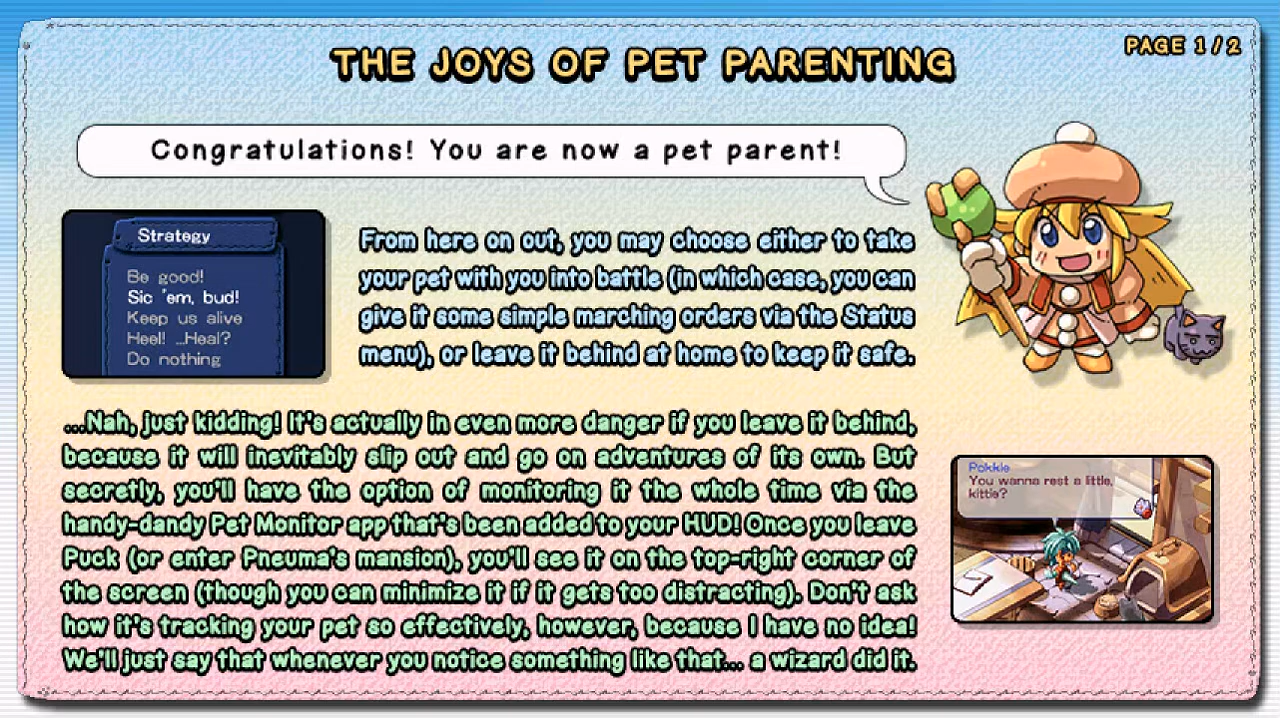 PAGE 1 / 2
THE JOYS OF PET PARENTING
Congratulations! You are now a pet parent!
Strategy
Be good!
Sic 'em, bud!
Keep us alive
Heel! ...Heal?
Do nothing
From here on out, you may choose either to take
your pet with you into battle (in which case, you can
give it some simple marching orders via the Status
menu), or leave it behind at home to keep it safe.
...Nah, just kidding! It's actually in even more danger if you leave it behind,
because it will inevitably slip out and go on adventures of its own. But
secretly, you'll have the option of monitoring it the whole time via the
handy-dandy Pet Monitor app that's been added to your HUD! Once you leave
Puck (or enter Pneuma's mansion), you'll see it on the top-right corner of
the screen (though you can minimize it if it gets too distracting). Don't ask
how it's tracking your pet so effectively, however, because I have no idea!
We'll just say that whenever you notice something like that... a wizard did it.
Pokkle
You wanna rest a little,
kittie?